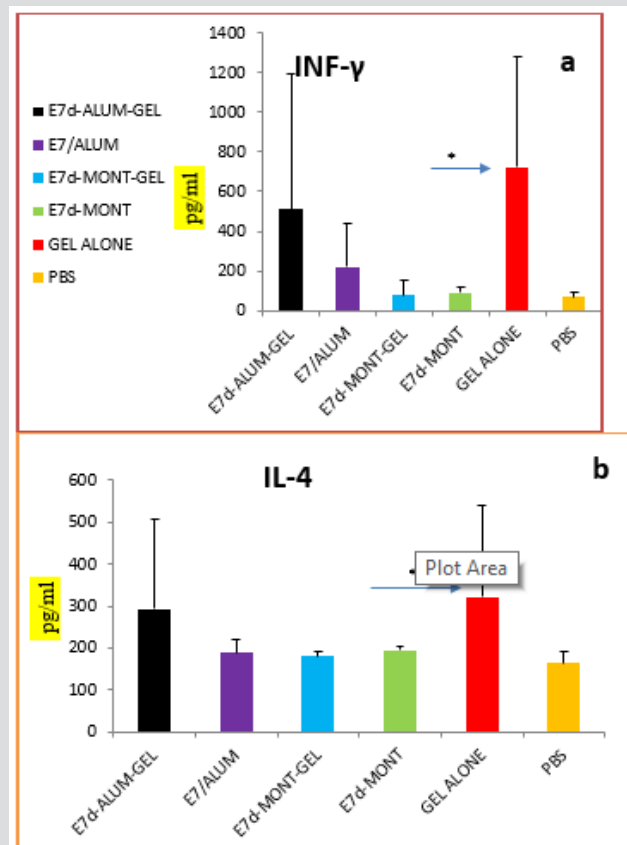 INF-γ
a
1400
1200
1000
800
600
400
200
0
pg/ml
E7d-ALUM-GEL
E7/ALUM
E7d-MONT-GEL
E7d-MONT
GEL ALONE
PBS
*
E7d-ALUM-GEL
E7/ALUM
E7d-MONT-GEL
E7d-MONT
GEL ALONE
PBS
IL-4
b
600
500
400
300
200
100
0
pg/ml
Plot Area
E7d-ALUM-GEL
E7/ALUM
E7d-MONT-GEL
E7d-MONT
GEL ALONE
PBS